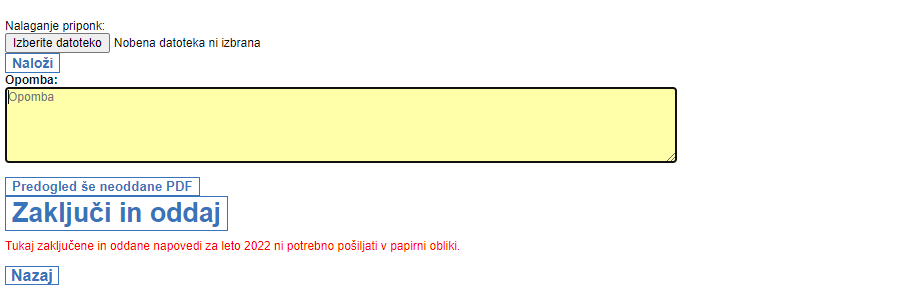 Nalaganje priponk:
Izberite datoteko Nobena datoteka ni izbrana
Naloži
Opomba:
Opomba
Predogled še neoddane PDF
Zaključi in oddaj
Tukaj zaključene in oddane napovedi za leto 2022 ni potrebno pošiljati v papirni obliki.
Nazaj